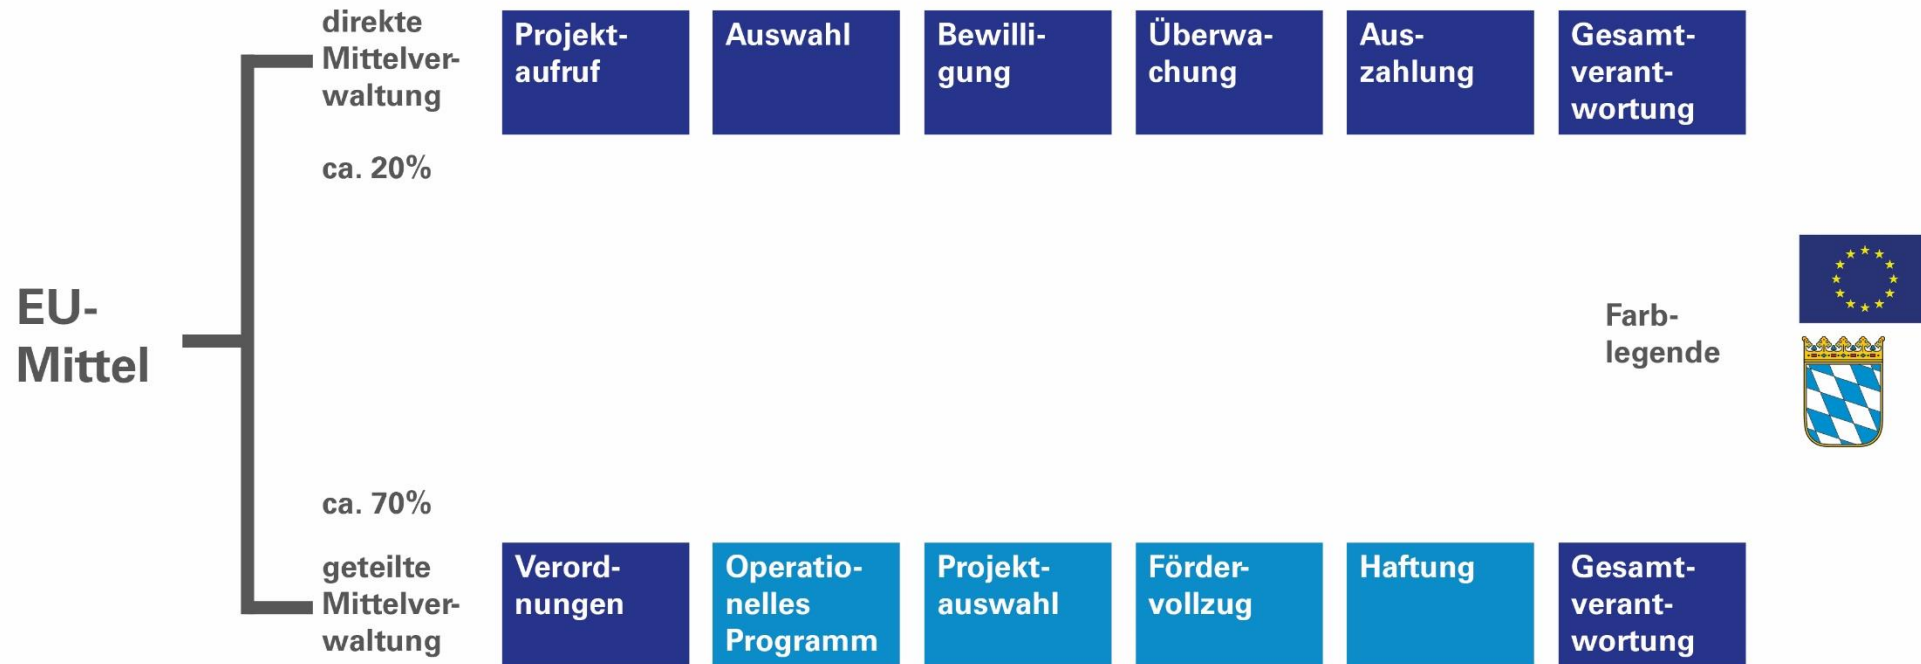 direkte
Mittelver-
waltung
Projekt-
aufruf
Auswahl
Bewilli-
gung
Überwa-
chung
Aus-
zahlung
Gesamt-
verant-
wortung
ca. 20%
EU-
Mittel
Farb-
legende
ca. 70%
geteilte
Mittelver-
waltung
Verord-
nungen
Operatio-
nelles
Programm
Projekt-
auswahl
Förder-
vollzug
Haftung
Gesamt-
verant-
wortung